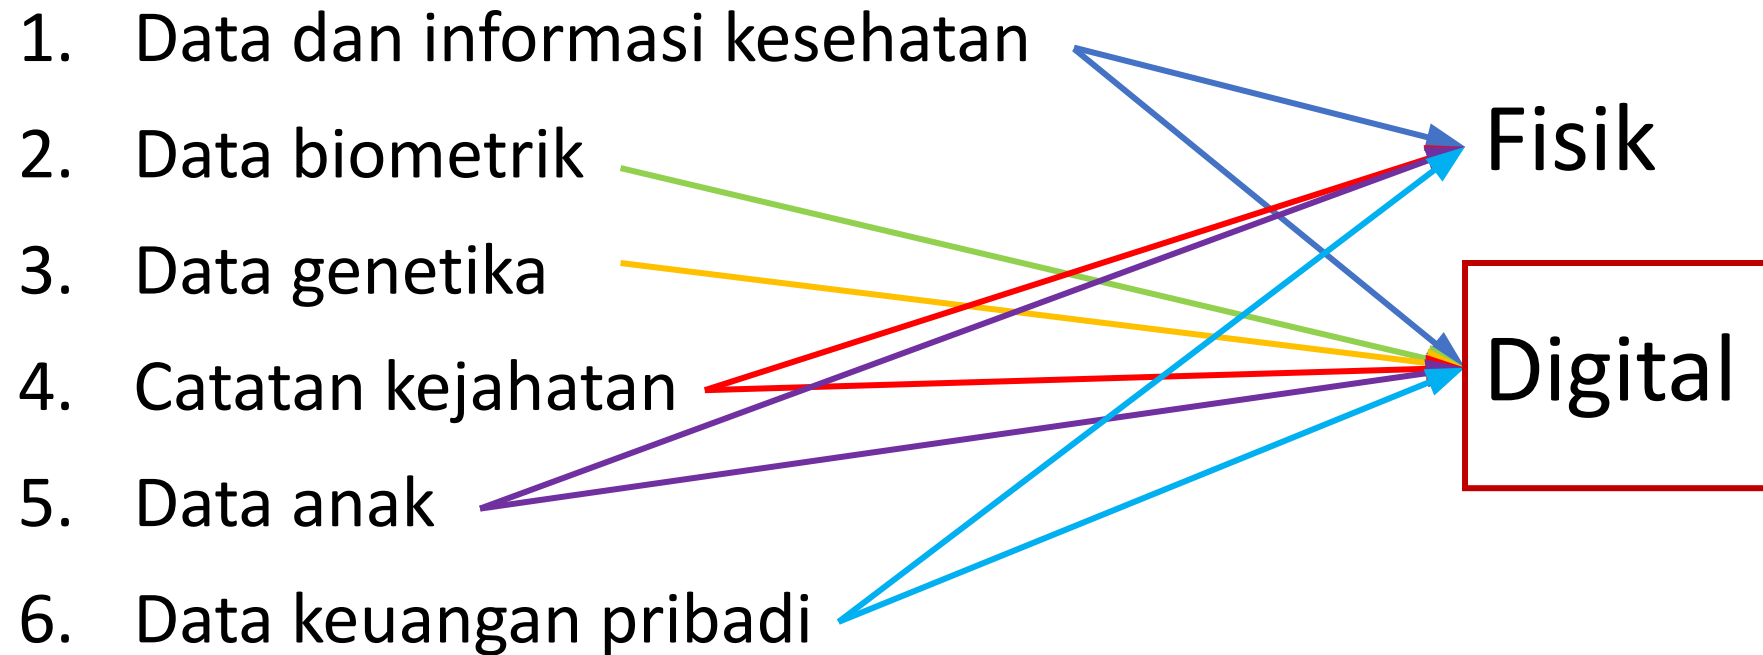 1. Data dan informasi kesehatan
2. Data biometrik
3. Data genetika
4. Catatan kejahatan
5. Data anak
6. Data keuangan pribadi
Fisik
Digital